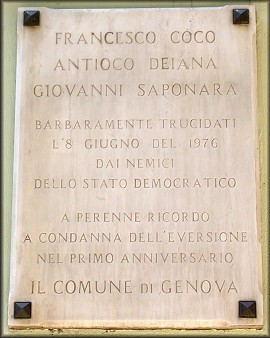 FRANCESCO COCO
ANTIOCO DEIANA
GIOVANNI SAPONARA
BARBARAMENTE TRUCIDATI
L'8 GIUGNO DEL 1976
DAI NEMICI
DELLO STATO DEMOCRATICO
A PERENNE RICORDO
A CONDANNA DELL'EVERSIONE
NEL PRIMO ANNIVERSARIO
IL COMUNE DI GENOVA